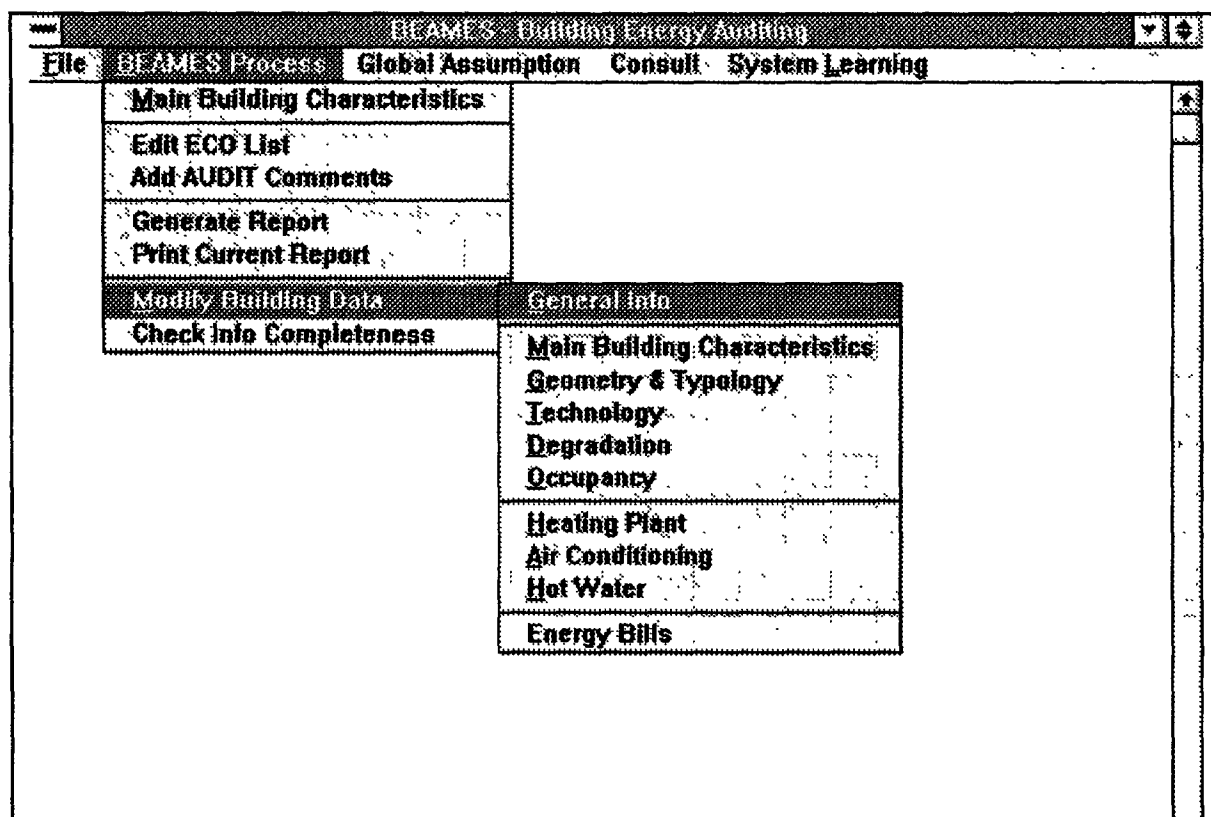 BEAMES - Building Energy Auditing
File BEAMES Process Global Assumption Consult System Learning
Main Building Characteristics
Edit ECO List
Add AUDIT Comments
Generate Report
Print Current Report
Modify Building Data
Check Info Completeness
General Info
Main Building Characteristics
Geometry & Typology
Technology
Degradation
Occupancy
Heating Plant
Air Conditioning
Hot Water
Energy Bills